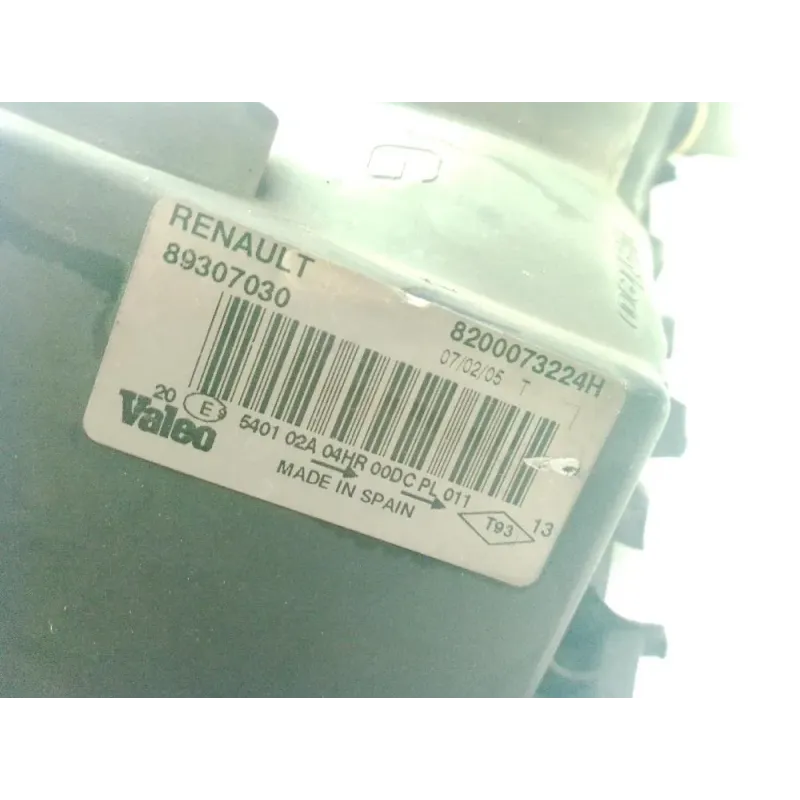 G
RENAULT
89307030
8200073224H
07/02/05 T 7
20 E9
Valeo
5401 02A 04HR 00DC PL 011
MADE IN SPAIN
T93 13